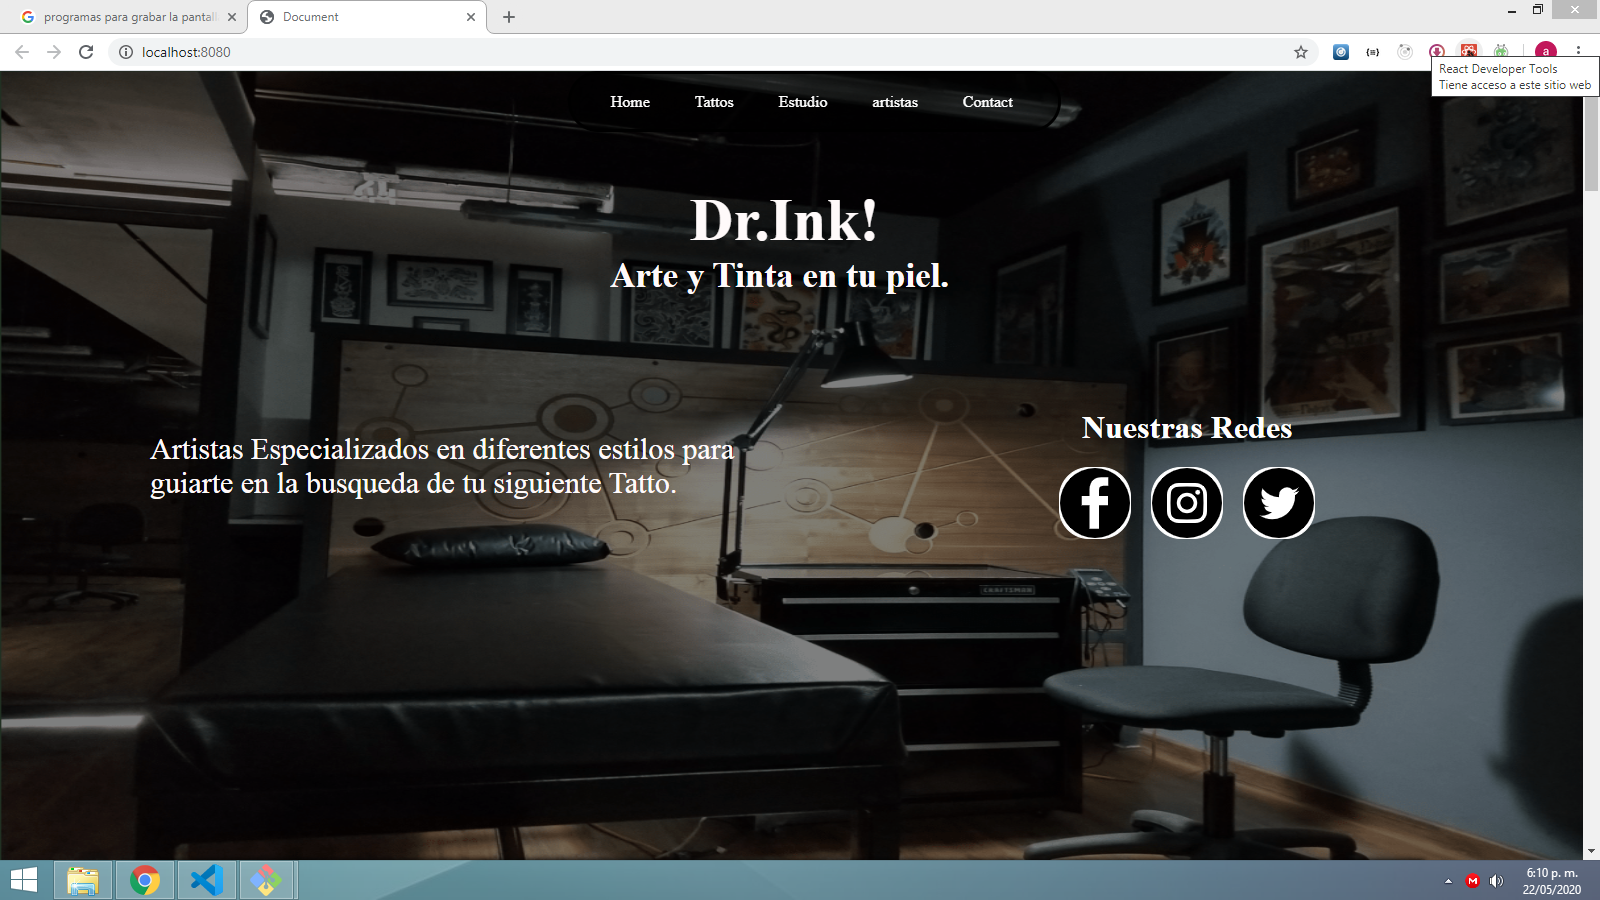 programas para grabar la pantall
Document
localhost:8080
a
React Developer Tools
Tiene acceso a este sitio web
Home
Tattos
Estudio
artistas
Contact
Dr.Ink!
Arte y Tinta en tu piel.
Nuestras Redes
Artistas Especializados en diferentes estilos para
guiarte en la busqueda de tu siguiente Tatto.
CRAFTSMAN
6:10 p. m.
22/05/2020